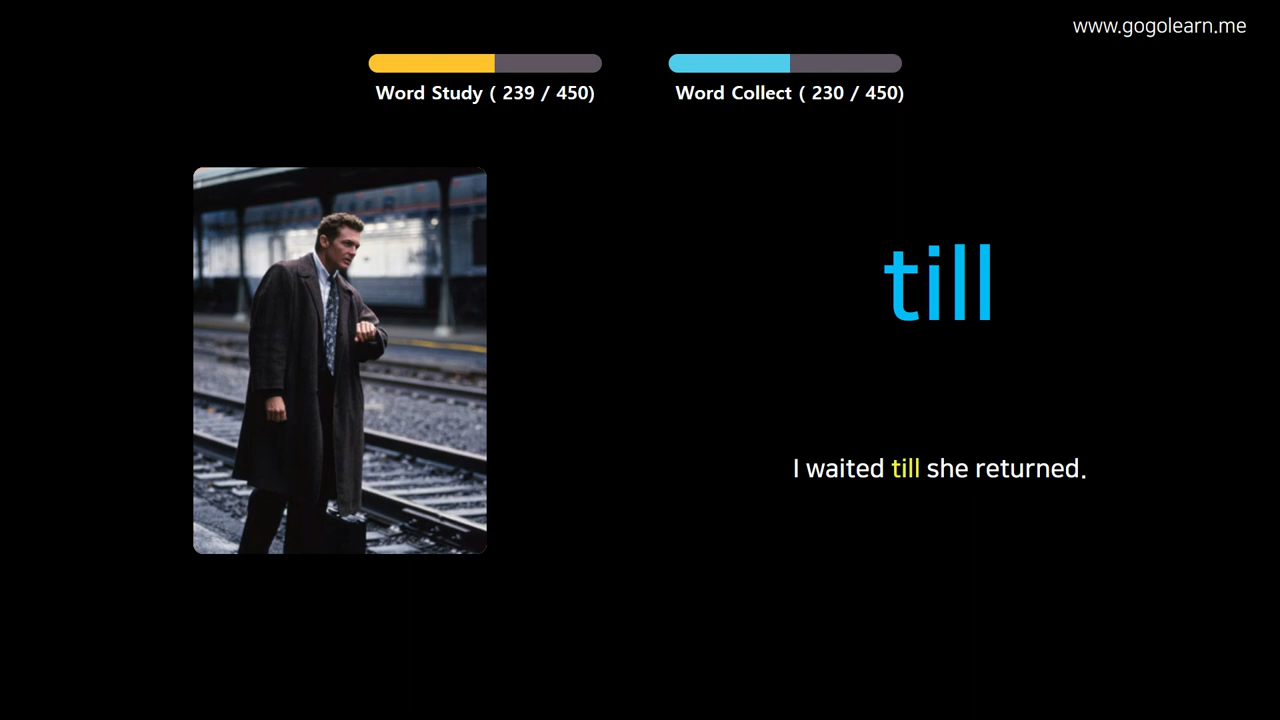 www.gogolearn.me
Word Study ( 239 / 450)
Word Collect ( 230 / 450)
till
I waited till she returned.